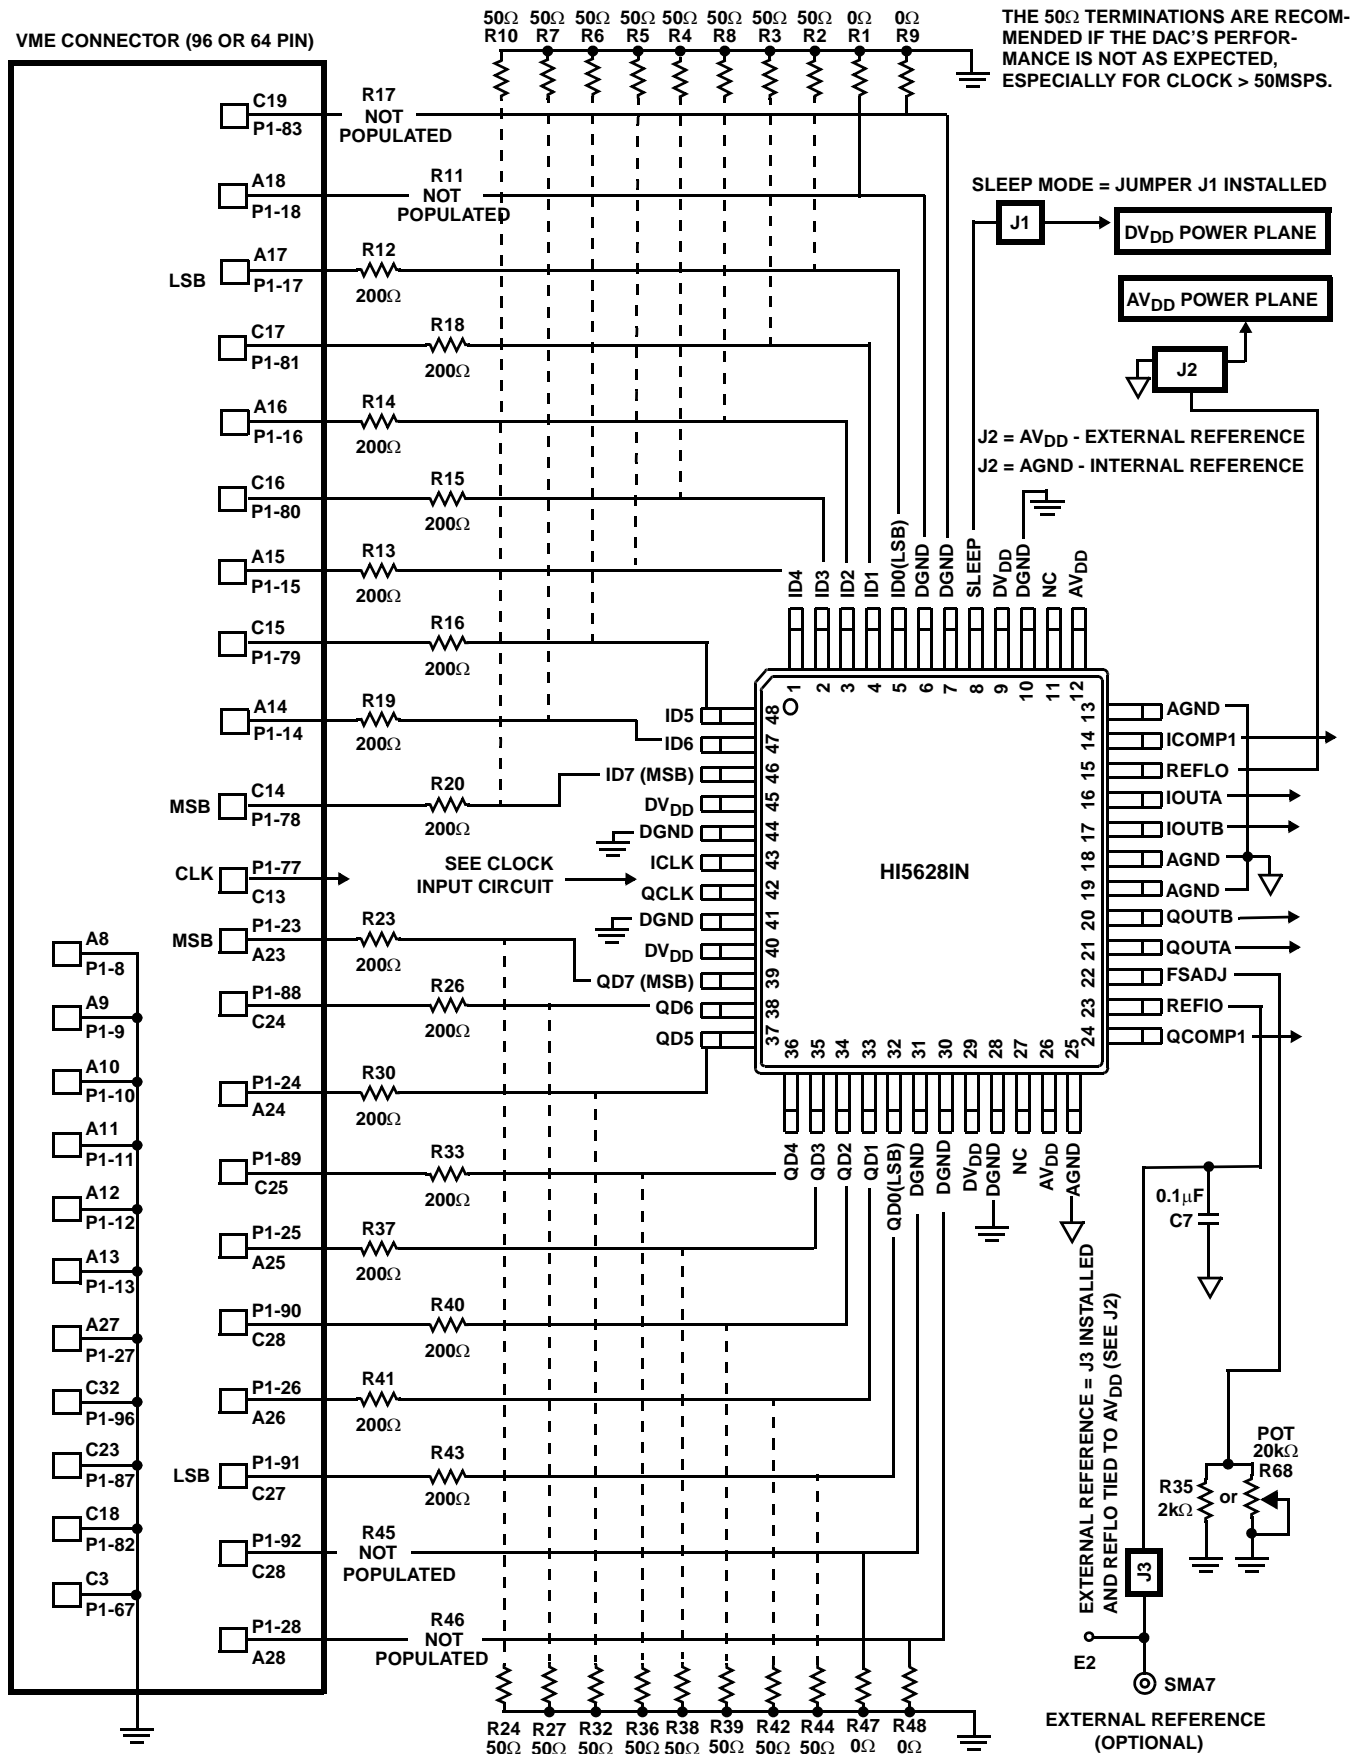 50Ω 50Ω 50Ω 50Ω 50Ω 50Ω 50Ω 50Ω 0Ω 0Ω
R10 R7 R6 R5 R4 R8 R3 R2 R1 R9
THE 50Ω TERMINATIONS ARE RECOM-
MENDED IF THE DAC'S PERFOR-
MANCE IS NOT AS EXPECTED,
ESPECIALLY FOR CLOCK > 50MSPS.
VME CONNECTOR (96 OR 64 PIN)
C19
P1-83
R17
NOT
POPULATED
A18
P1-18
R11
NOT
POPULATED
LSB
A17
P1-17
R12
200Ω
C17
P1-81
R18
200Ω
A16
P1-16
R14
200Ω
C16
P1-80
R15
200Ω
A15
P1-15
R13
200Ω
C15
P1-79
R16
200Ω
A14
P1-14
R19
200Ω
MSB
C14
P1-78
R20
200Ω
CLK
P1-77
C13
SEE CLOCK
INPUT CIRCUIT
MSB
P1-23
A23
R23
200Ω
P1-88
C24
R26
200Ω
P1-24
A24
R30
200Ω
P1-89
C25
R33
200Ω
P1-25
A25
R37
200Ω
P1-90
C28
R40
200Ω
P1-26
A26
R41
200Ω
LSB
P1-91
C27
R43
200Ω
P1-92
C28
R45
NOT
POPULATED
P1-28
A28
R46
NOT
POPULATED
A8
P1-8
A9
P1-9
A10
P1-10
A11
P1-11
A12
P1-12
A13
P1-13
A27
P1-27
C32
P1-96
C23
P1-87
C18
P1-82
C3
P1-67
SLEEP MODE = JUMPER J1 INSTALLED
J1
DVDD POWER PLANE
AVDD POWER PLANE
J2
J2 = AVDD - EXTERNAL REFERENCE
J2 = AGND - INTERNAL REFERENCE
ID4 ID3 ID2 ID1 ID0(LSB) DGND DGND SLEEP DVDD DGND NC AVDD
1 2 3 4 5 6 7 8 9 10 11 12
ID5 48
ID6 47
ID7 (MSB) 46
DVDD 45
DGND 44
ICLK 43
QCLK 42
DGND 41
DVDD 40
QD7 (MSB) 39
QD6 38
QD5 37
HI5628IN
13 AGND
14 ICOMP1
15 REFLO
16 IOUTA
17 IOUTB
18 AGND
19 AGND
20 QOUTB
21 QOUTA
22 FSADJ
23 REFIO
24 QCOMP1
36 35 34 33 32 31 30 29 28 27 26 25
QD4 QD3 QD2 QD1 QD0(LSB) DGND DGND DVDD DGND NC AVDD AGND
0.1µF
C7
EXTERNAL REFERENCE = J3 INSTALLED
AND REFLO TIED TO AVDD (SEE J2)
POT
20kΩ
R68
R35
2kΩ
or
J3
E2
SMA7
EXTERNAL REFERENCE
(OPTIONAL)
R24 R27 R32 R36 R38 R39 R42 R44 R47 R48
50Ω 50Ω 50Ω 50Ω 50Ω 50Ω 50Ω 50Ω 0Ω 0Ω